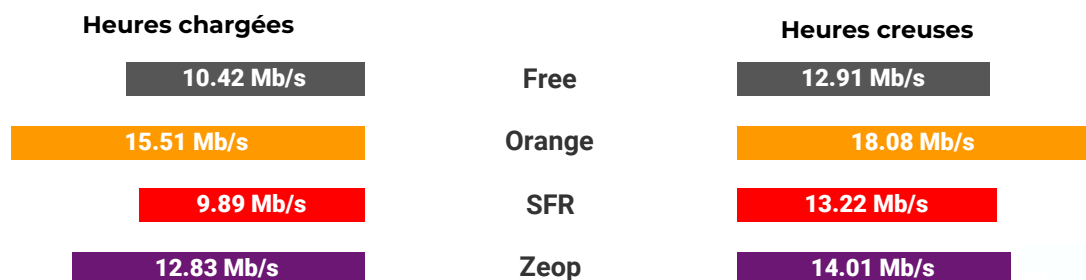 Heures chargées Heures creuses
10.42 Mb/s Free 12.91 Mb/s
15.51 Mb/s Orange 18.08 Mb/s
9.89 Mb/s SFR 13.22 Mb/s
12.83 Mb/s Zeop 14.01 Mb/s